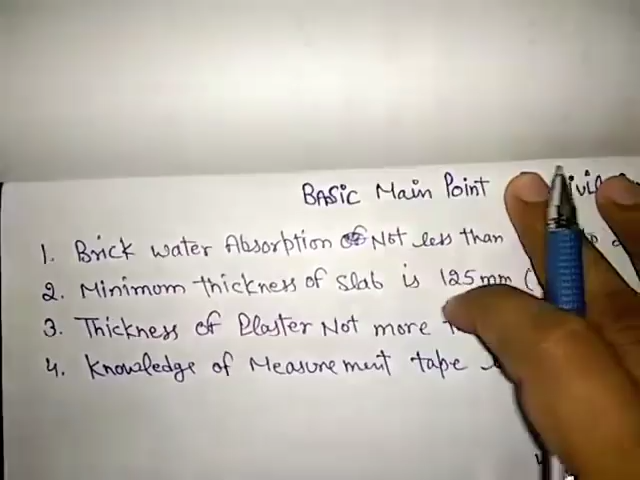 BASIC Main Point
1. Brick water Absorption Not less than
2. Minimum thickness of slab is 125mm (
3. Thickness of Plaster Not more
4. Knowledge of Measurement tape